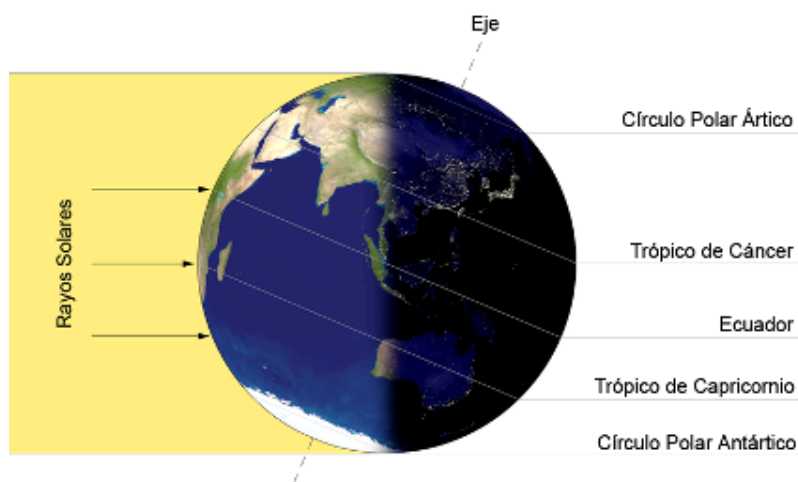 Eje
Círculo Polar Ártico
Rayos Solares
Trópico de Cáncer
Ecuador
Trópico de Capricornio
Círculo Polar Antártico